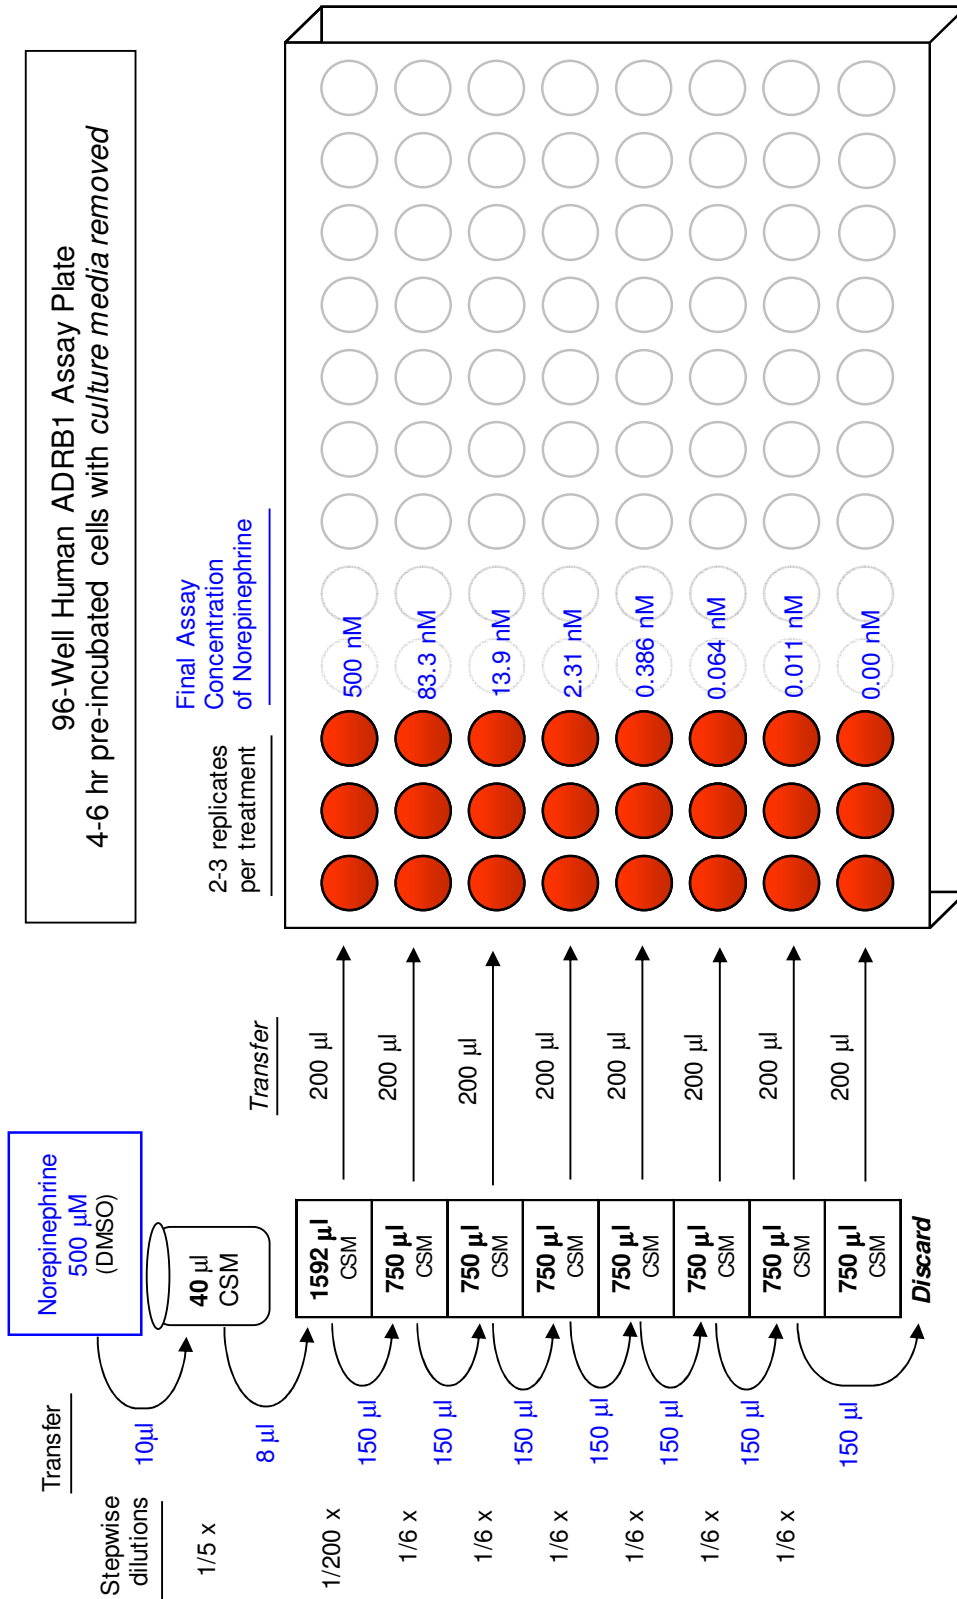 96-Well Human ADRB1 Assay Plate
4-6 hr pre-incubated cells with culture media removed
Norepinephrine
500 µM
(DMSO)
40 µl
CSM
Stepwise
dilutions
1/5 x
1/200 x
1/6 x
1/6 x
1/6 x
1/6 x
1/6 x
1/6 x
Transfer
10µl
8 µl
150 µl
150 µl
150 µl
150 µl
150 µl
150 µl
150 µl
1592 µl
CSM
750 µl
CSM
750 µl
CSM
750 µl
CSM
750 µl
CSM
750 µl
CSM
750 µl
CSM
750 µl
CSM
Discard
Transfer
200 µl
200 µl
200 µl
200 µl
200 µl
200 µl
200 µl
200 µl
2-3 replicates
per treatment
Final Assay
Concentration
of Norepinephrine
500 nM
83.3 nM
13.9 nM
2.31 nM
0.386 nM
0.064 nM
0.011 nM
0.00 nM